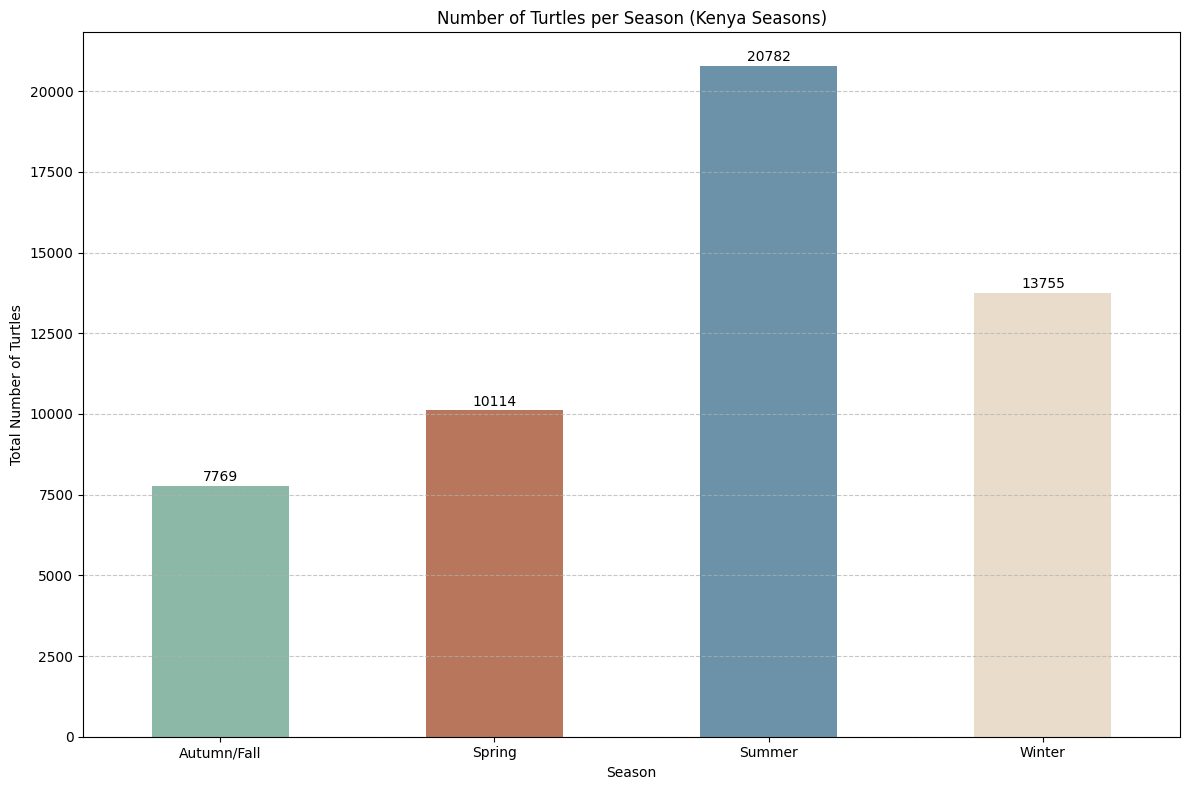 Number of Turtles per Season (Kenya Seasons)
Total Number of Turtles
20000
17500
15000
12500
10000
7500
5000
2500
0
7769
10114
20782
13755
Autumn/Fall
Spring
Summer
Winter
Season